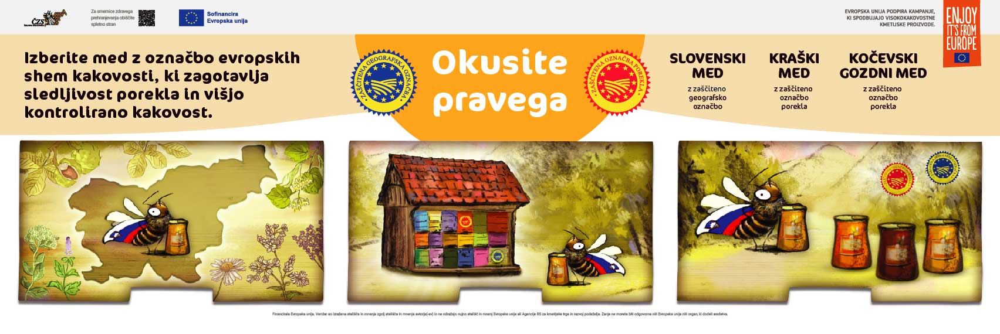 ČZS
Za smernice zdravega
prehranjevanja obiščite
spletno stran
Sofinancira
Evropska unija
EVROPSKA UNIJA PODPIRA KAMPANJE,
KI SPODBUJAJO VISOKOKAKOVOSTNE
KMETIJSKE PROIZVODE.
ENJOY
IT'S FROM
EUROPE
Izberite med z označbo evropskih
shem kakovosti, ki zagotavlja
sledljivost porekla in višjo
kontrolirano kakovost.
ZAŠČITENA GEOGRAFSKA OZNAČBA
Okusite
pravega
ZAŠČITENA OZNAČBA POREKLA
SLOVENSKI
MED
z zaščiteno
geografsko
označbo
KRAŠKI
MED
z zaščiteno
označbo
porekla
KOČEVSKI
GOZDNI MED
z zaščiteno
označbo
porekla
Financirala Evropska unija. Vendar so izražena stališča in mnenja zgolj stališča in mnenja avtorja(-ev) in ne odražajo nujno stališč in mnenj Evropske unije ali Agencije RS za kmetijske trge in razvoj podeželja. Zanje ne moreta biti odgovorna niti Evropska unija niti organ, ki dodeli sredstva.